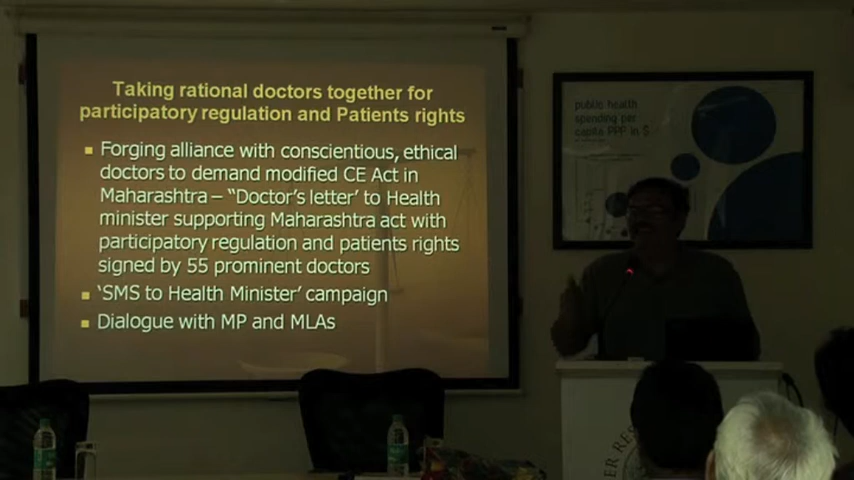 Taking rational doctors together for
participatory regulation and Patients rights
Forging alliance with conscientious, ethical
doctors to demand modified CE Act in
Maharashtra – “Doctor’s letter’ to Health
minister supporting Maharashtra act with
participatory regulation and patients rights
signed by 55 prominent doctors
‘SMS to Health Minister’ campaign
Dialogue with MP and MLAs
public health
spending per
capita PPP in $
ER RES